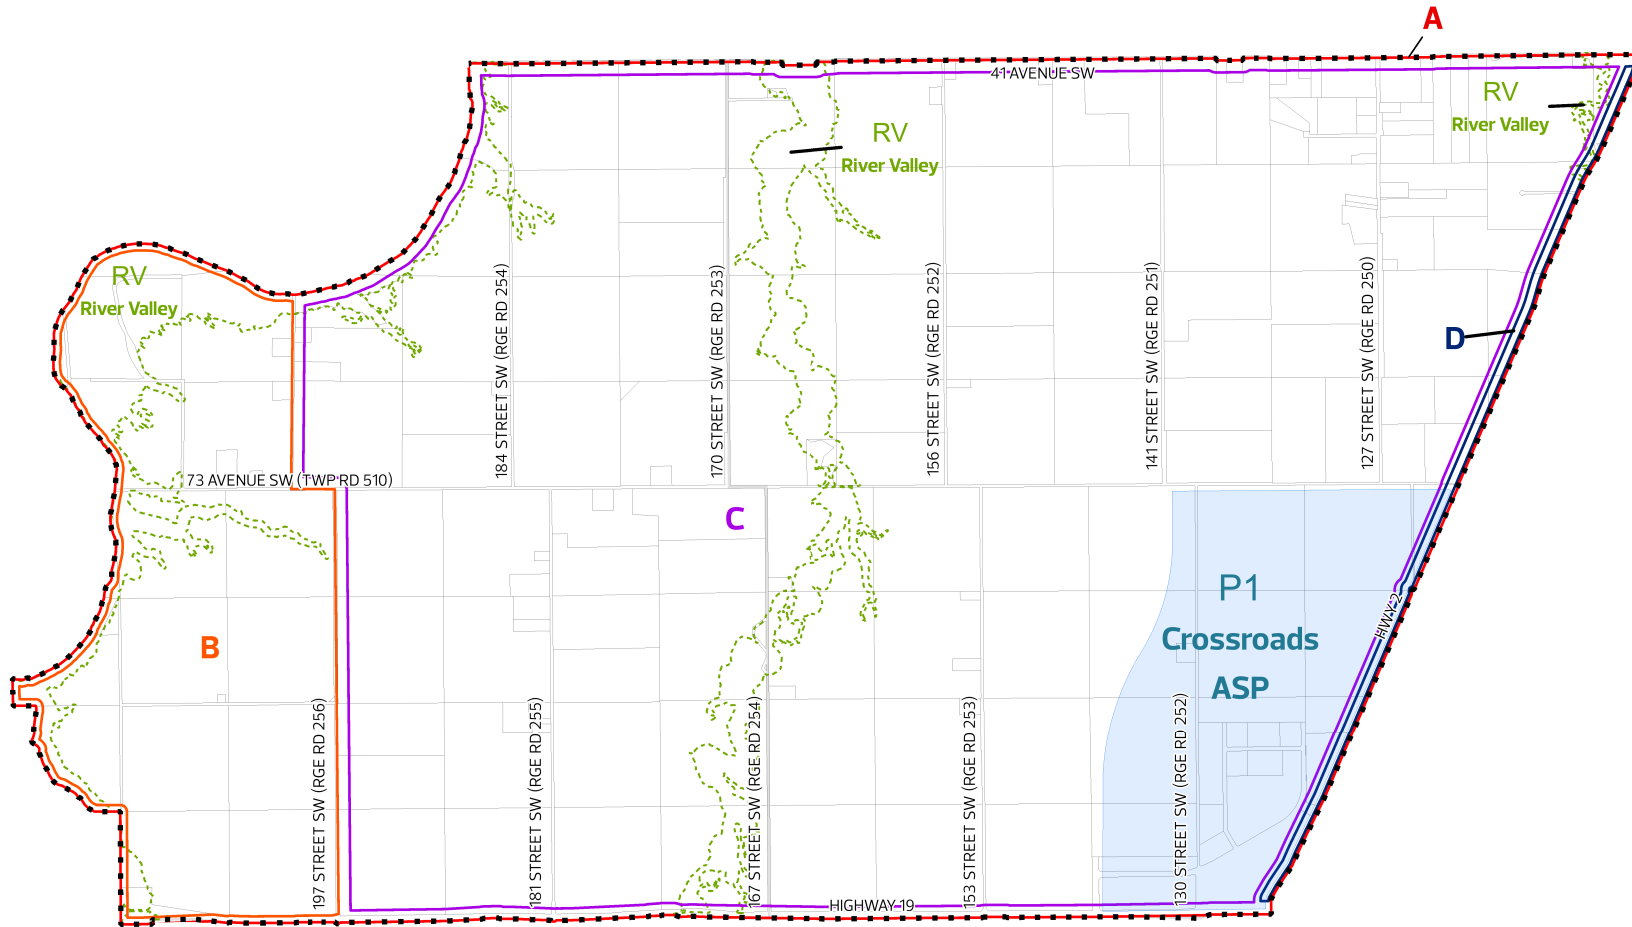 A
41 AVENUE SW
RV
River Valley
RV
River Valley
RV
River Valley
184 STREET SW (RGE RD 254)
170 STREET SW (RGE RD 253)
156 STREET SW (RGE RD 252)
141 STREET SW (RGE RD 251)
127 STREET SW (RGE RD 250)
D
73 AVENUE SW (TWP RD 510)
C
P1
Crossroads
ASP
HWY 2
B
197 STREET SW (RGE RD 256)
181 STREET SW (RGE RD 255)
167 STREET SW (RGE RD 254)
153 STREET SW (RGE RD 253)
130 STREET SW (RGE RD 252)
HIGHWAY 19